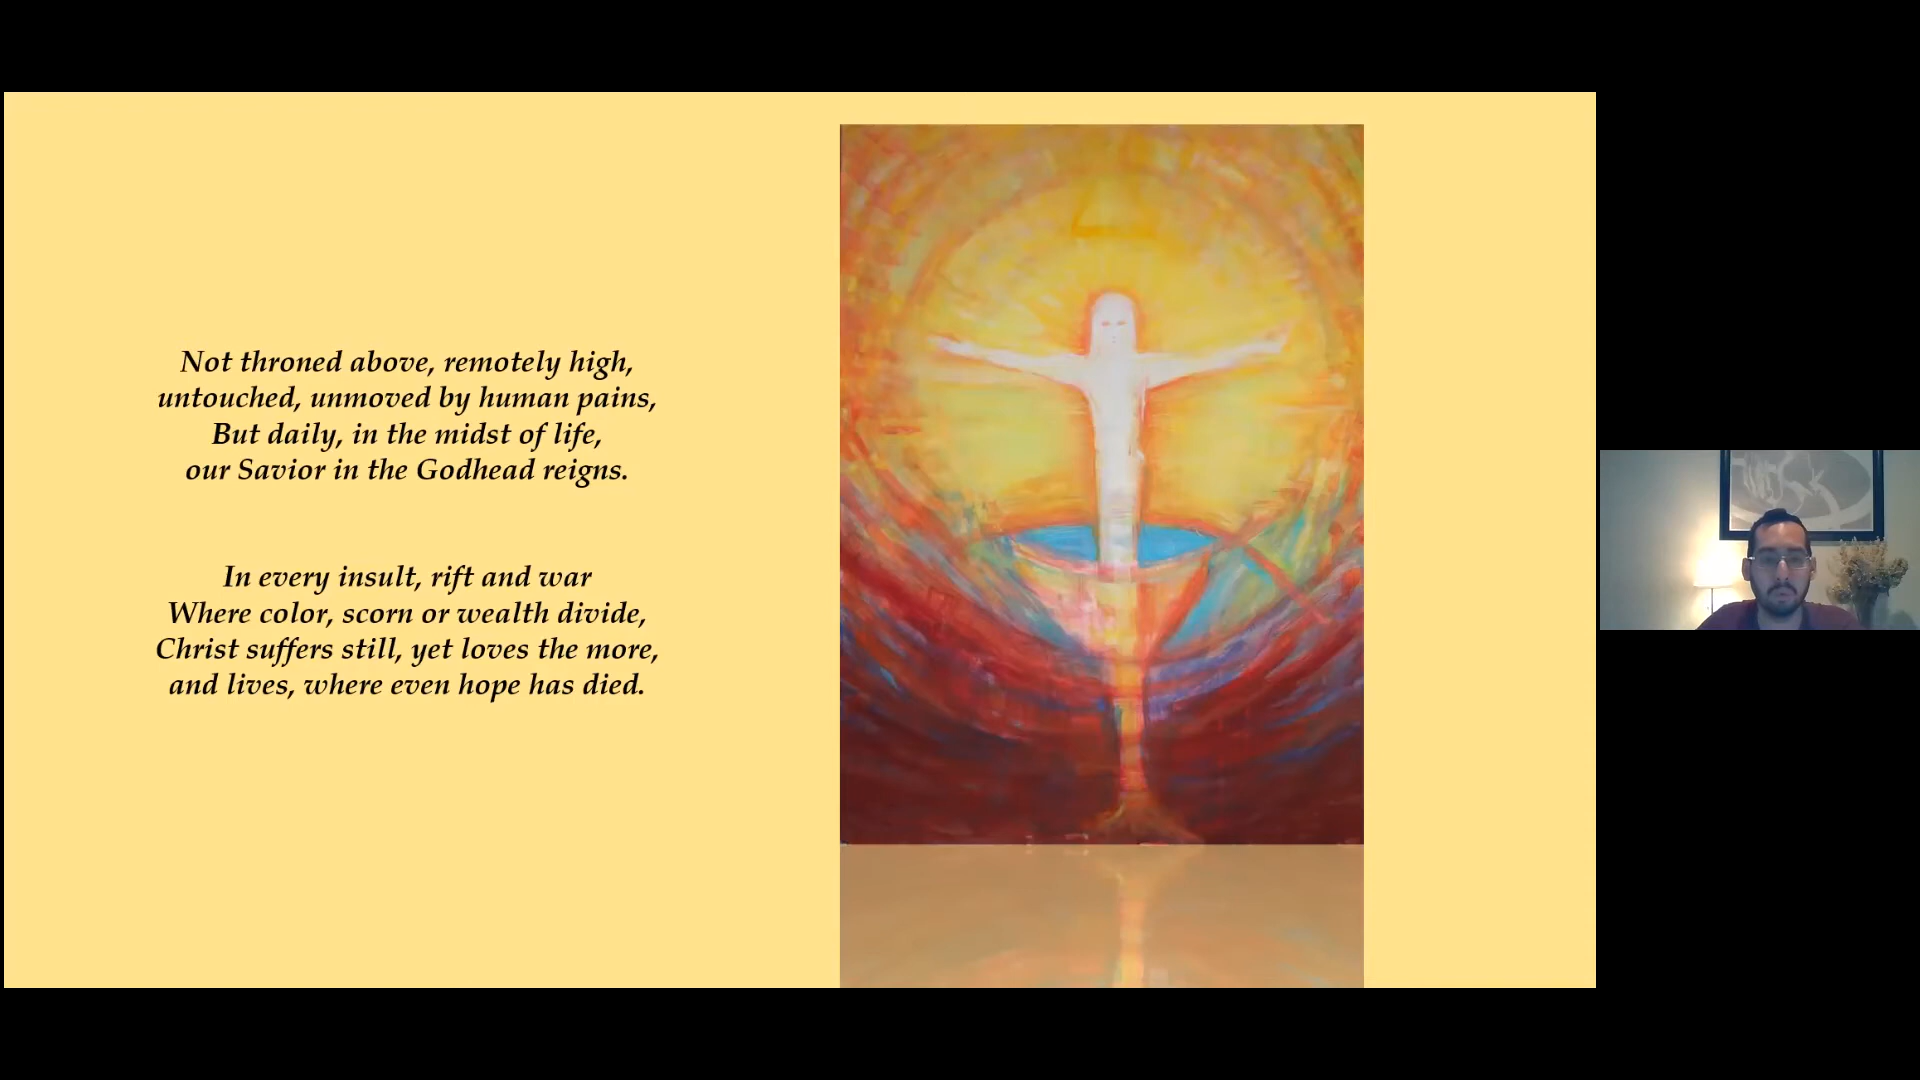 Not throned above, remotely high,
untouched, unmoved by human pains,
But daily, in the midst of life,
our Savior in the Godhead reigns.
In every insult, rift and war
Where color, scorn or wealth divide,
Christ suffers still, yet loves the more,
and lives, where even hope has died.